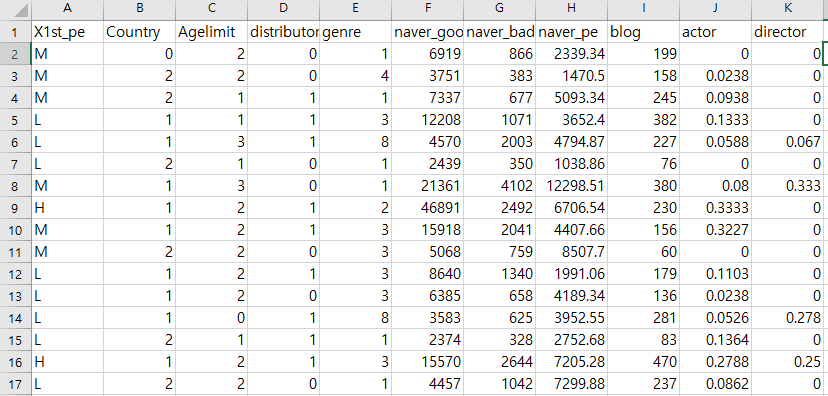 A B C D E F G H I J K
1 X1st_pe Country Agelimit distributor genre naver_goo naver_bad naver_pe blog actor director
2 M 0 2 0 1 6919 866 2339.34 199 0 0
3 M 2 2 0 4 3751 383 1470.5 158 0.0238 0
4 M 2 1 1 1 7337 677 5093.34 245 0.0938 0
5 L 1 1 1 3 12208 1071 3652.4 382 0.1333 0
6 L 1 3 1 8 4570 2003 4794.87 227 0.0588 0.067
7 L 2 1 0 1 2439 350 1038.86 76 0 0
8 M 1 3 0 1 21361 4102 12298.51 380 0.08 0.333
9 H 1 2 1 2 46891 2492 6706.54 230 0.3333 0
10 M 1 2 1 3 15918 2041 4407.66 156 0.3227 0
11 M 2 2 0 3 5068 759 8507.7 60 0 0
12 L 1 2 1 3 8640 1340 1991.06 179 0.1103 0
13 L 1 2 0 3 6385 658 4189.34 136 0.0238 0
14 L 1 0 1 8 3583 625 3952.55 281 0.0526 0.278
15 L 2 1 1 1 2374 328 2752.68 83 0.1364 0
16 H 1 2 1 3 15570 2644 7205.28 470 0.2788 0.25
17 L 2 2 0 1 4457 1042 7299.88 237 0.0862 0